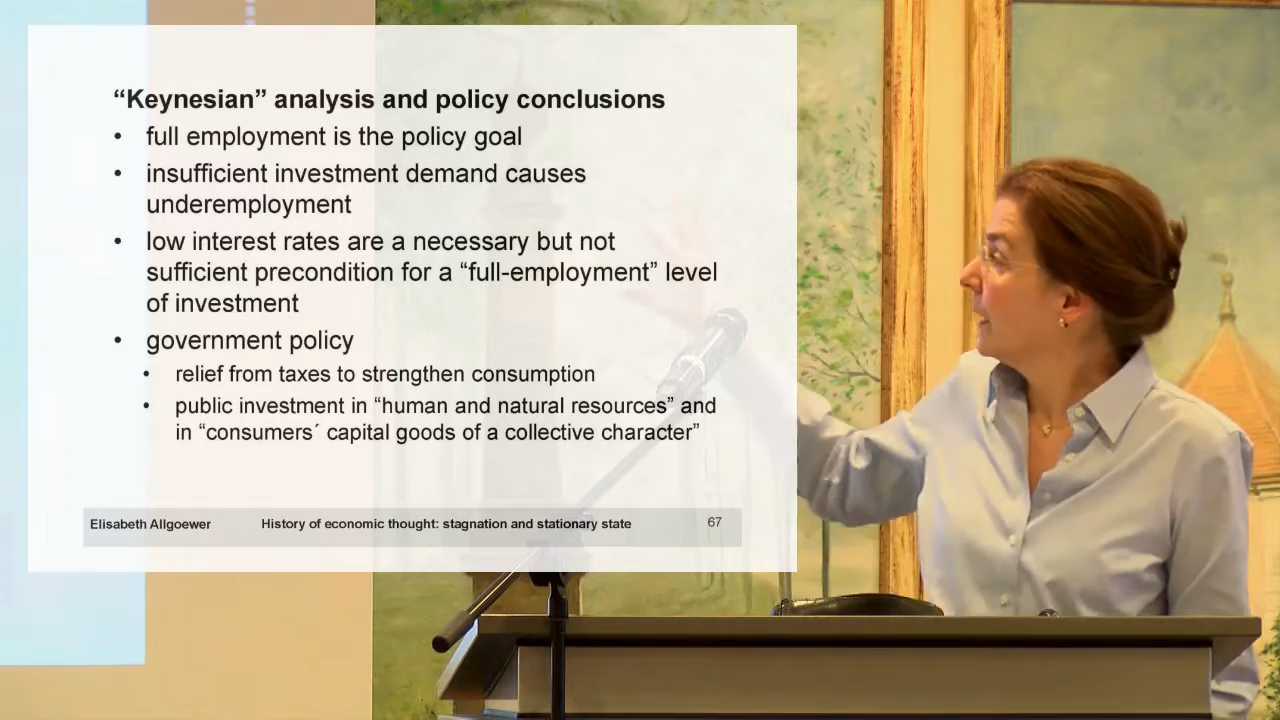 “Keynesian” analysis and policy conclusions
• full employment is the policy goal
• insufficient investment demand causes
underemployment
• low interest rates are a necessary but not
sufficient precondition for a “full-employment” level
of investment
• government policy
• relief from taxes to strengthen consumption
• public investment in “human and natural resources” and
in “consumers´ capital goods of a collective character”
Elisabeth Allgoewer History of economic thought: stagnation and stationary state 67